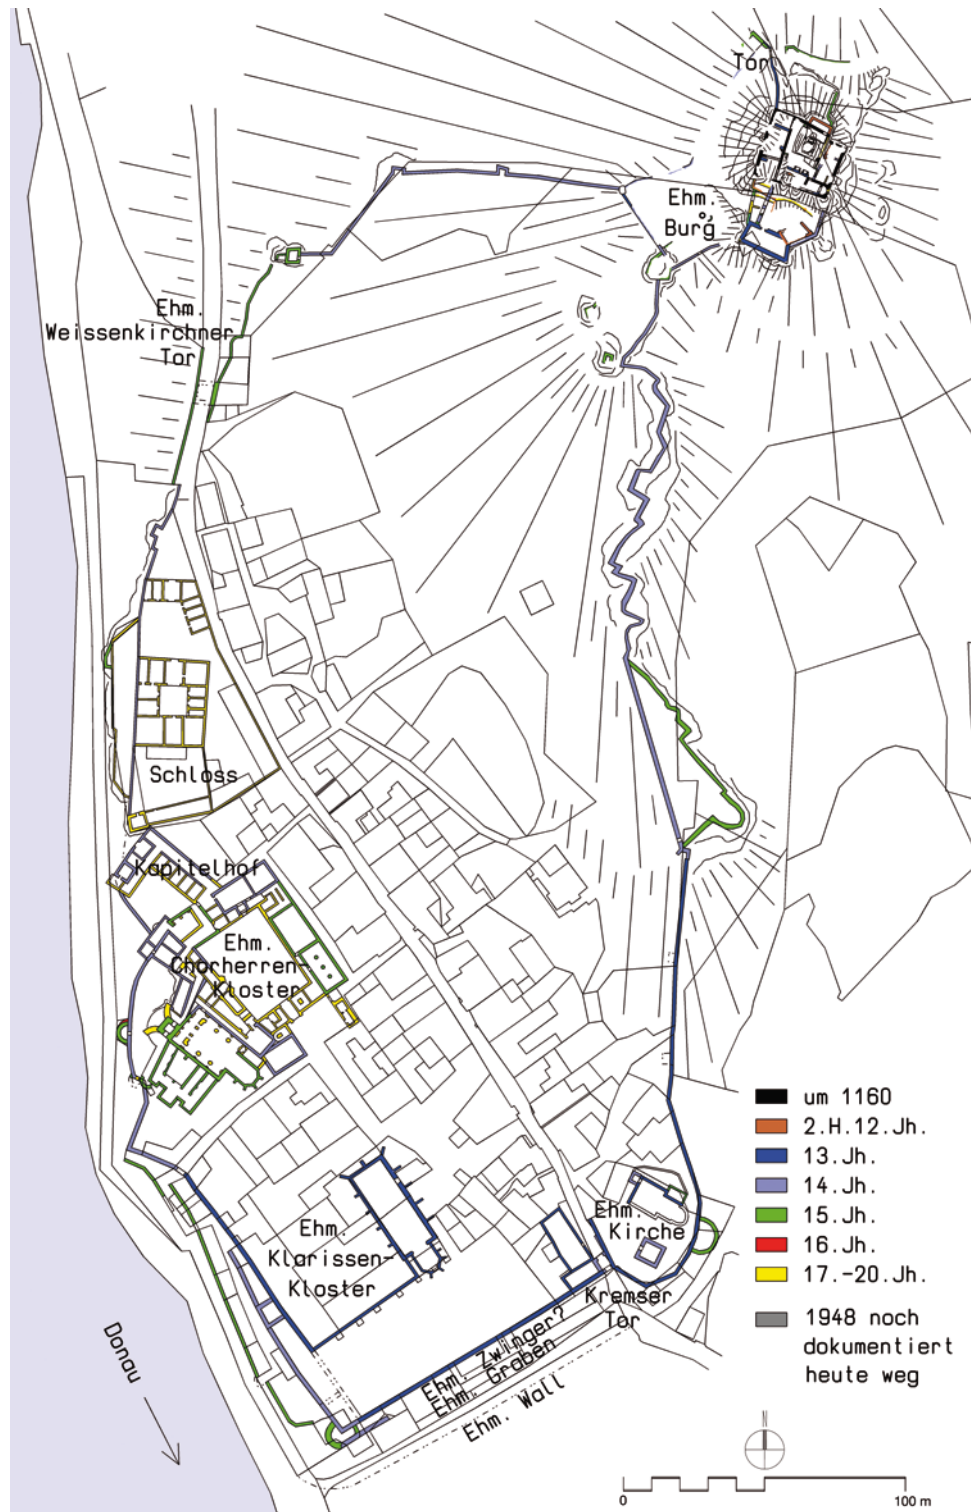 Tor
Ehm.
Burg
Ehm.
Weissenkirchner
Tor
Schloss
Kapitelhof
Ehm.
Chorherren-
Kloster
um 1160
2.H.12.Jh.
13.Jh.
14.Jh.
15.Jh.
16.Jh.
17.-20.Jh.
1948 noch
dokumentiert
heute weg
Ehm.
Kirche
Ehm.
Klarissen-
Kloster
Kremser
Tor
Ehm. Zwinger?
Ehm. Graben
Ehm. Wall
Donau
N
0
100 m